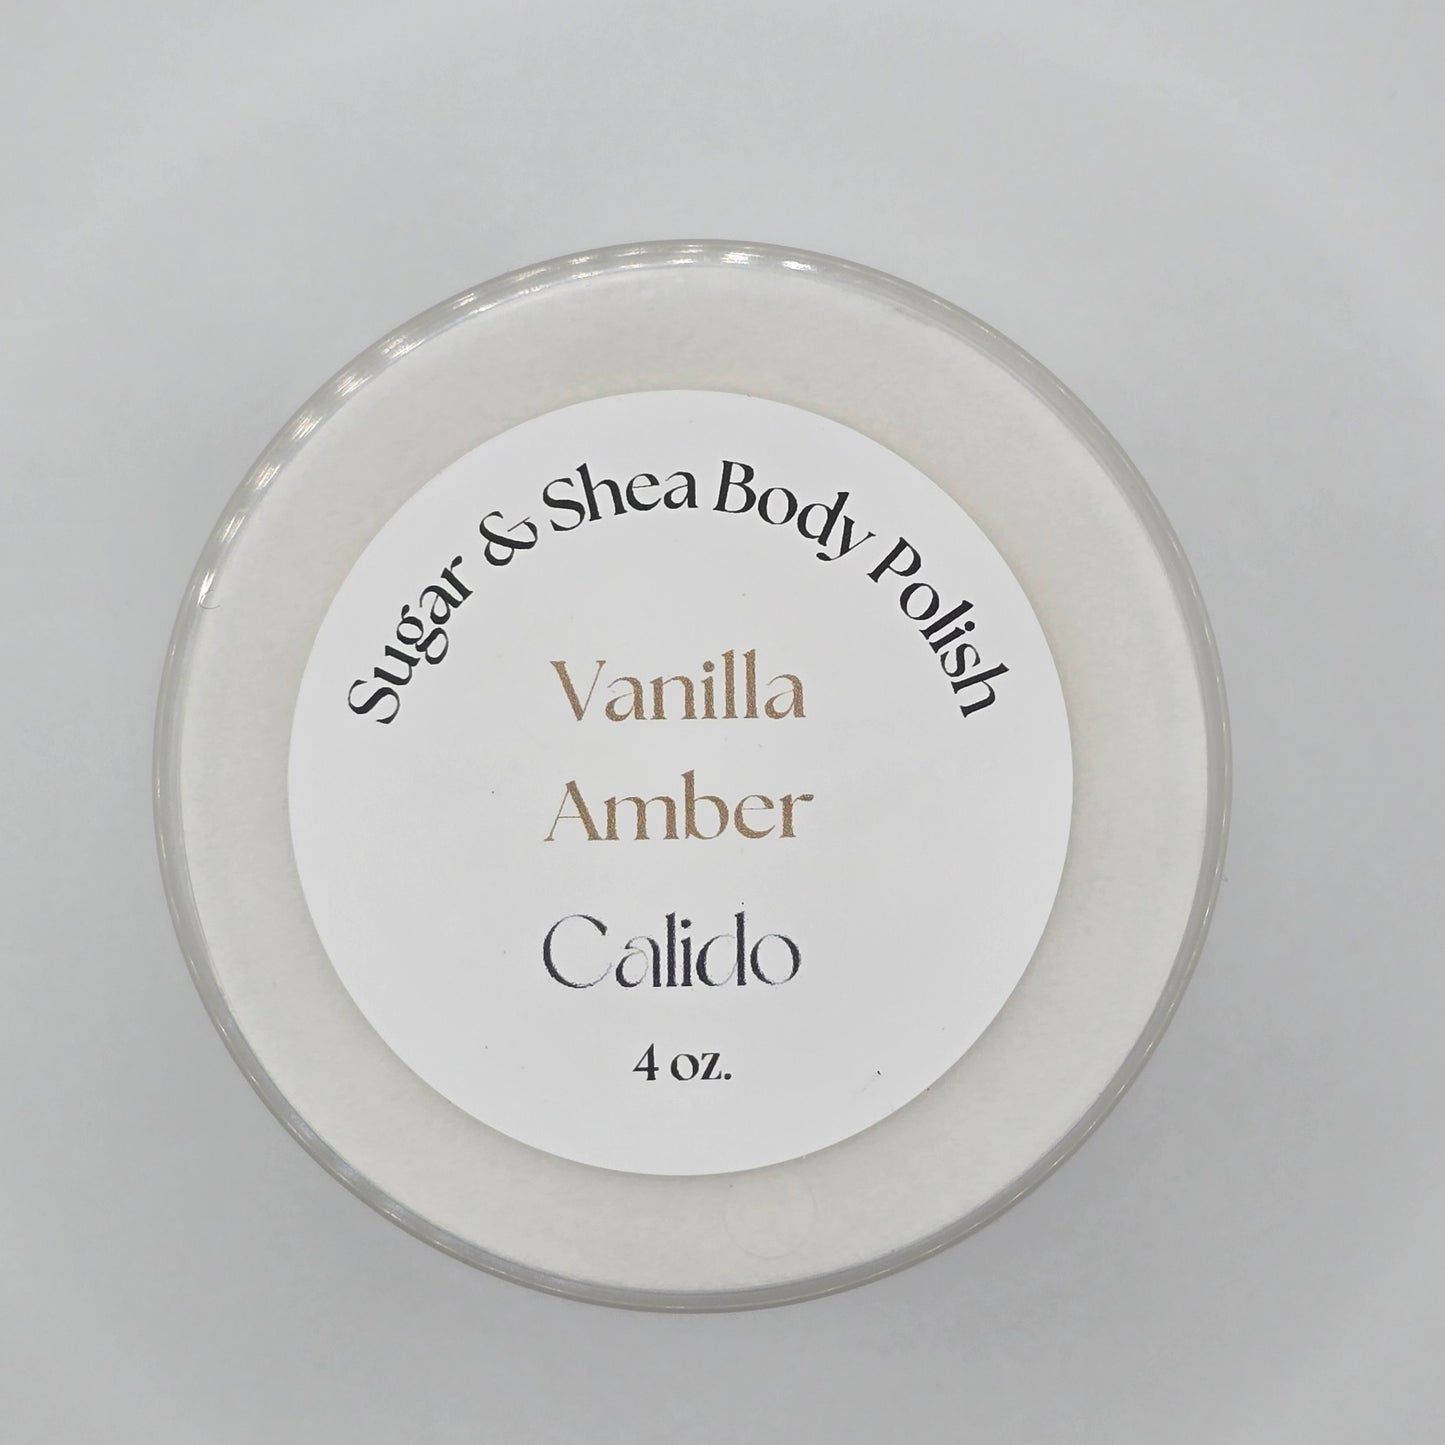 Sugar & Shea Body Polish
Vanilla
Amber
Calido
4 oz.